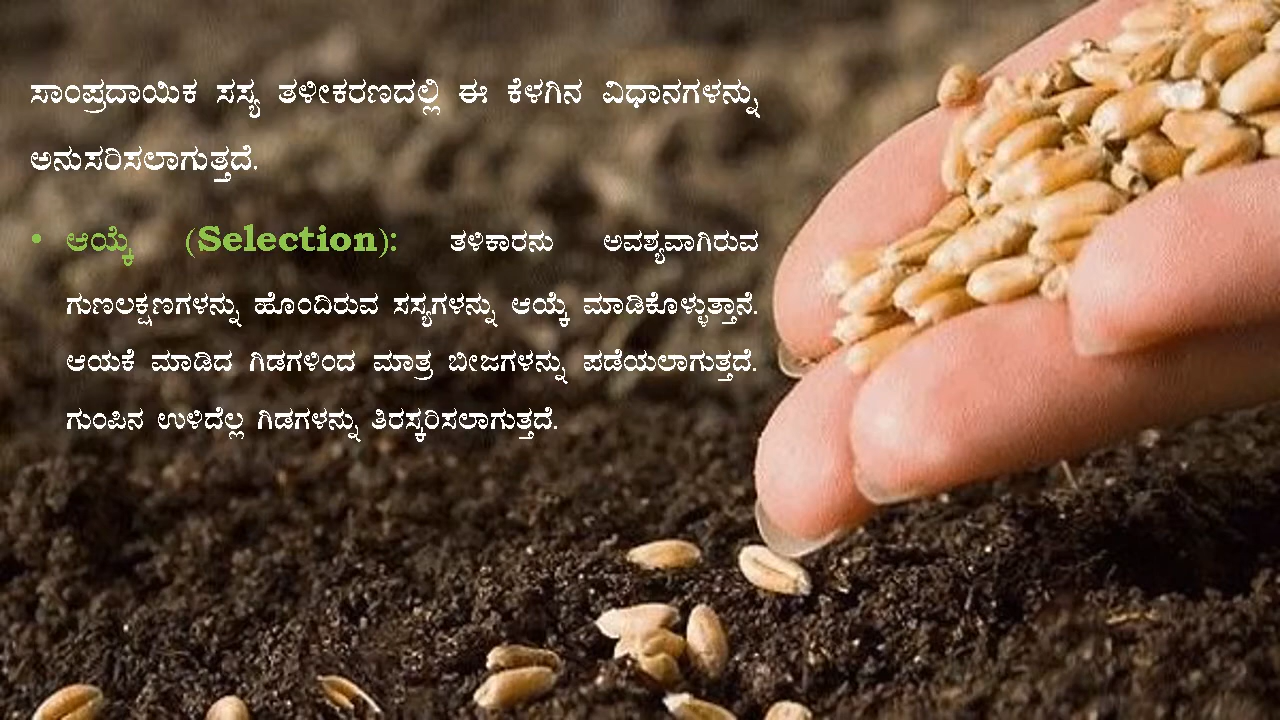 ಸಾಂಪ್ರದಾಯಿಕ ಸಸ್ಯ ತಳೀಕರಣದಲ್ಲಿ ಈ ಕೆಳಗಿನ ವಿಧಾನಗಳನ್ನು
ಅನುಸರಿಸಲಾಗುತ್ತದೆ.
• ಆಯ್ಕೆ (Selection): ತಳಿಕಾರನು ಅವಶ್ಯವಾಗಿರುವ
ಗುಣಲಕ್ಷಣಗಳನ್ನು ಹೊಂದಿರುವ ಸಸ್ಯಗಳನ್ನು ಆಯ್ಕೆ ಮಾಡಿಕೊಳ್ಳುತ್ತಾನೆ.
ಆಯಕೆ ಮಾಡಿದ ಗಿಡಗಳಿಂದ ಮಾತ್ರ ಬೀಜಗಳನ್ನು ಪಡೆಯಲಾಗುತ್ತದೆ.
ಗುಂಪಿನ ಉಳಿದೆಲ್ಲ ಗಿಡಗಳನ್ನು ತಿರಸ್ಕರಿಸಲಾಗುತ್ತದೆ.